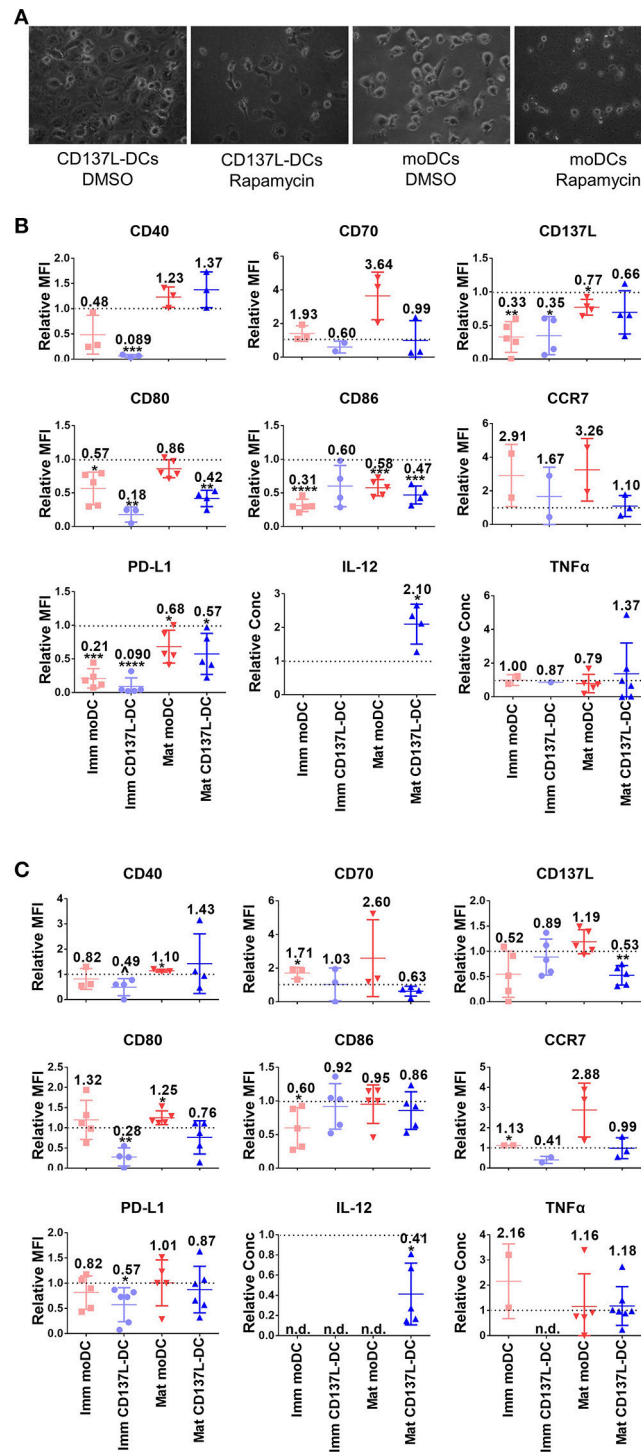 A
CD137L-DCs CD137L-DCs moDCs moDCs
DMSO Rapamycin DMSO Rapamycin
B
CD40 CD70 CD137L
Relative MFI 2.0 1.5 1.0 0.5 0.0 0.48 0.089 *** 1.23 1.37
Relative MFI 6 4 2 0 1.93 0.60 3.64 0.99
Relative MFI 1.5 1.0 0.5 0.0 0.33 ** 0.35 * 0.77 * 0.66
CD80 CD86 CCR7
Relative MFI 1.5 1.0 0.5 0.0 0.57 * 0.18 ** 0.86 0.42 **
Relative MFI 1.5 1.0 0.5 0.0 0.31 **** 0.60 0.58 *** 0.47 ***
Relative MFI 6 4 2 0 2.91 1.67 3.26 1.10
PD-L1 IL-12 TNFα
Relative MFI 1.5 1.0 0.5 0.0 0.21 *** 0.090 **** 0.68 * 0.57 *
Relative Conc 3 2 1 0 2.10 *
Relative Conc 6 4 2 0 1.00 0.87 0.79 1.37
Imm moDC Imm CD137L-DC Mat moDC Mat CD137L-DC
Imm moDC Imm CD137L-DC Mat moDC Mat CD137L-DC
Imm moDC Imm CD137L-DC Mat moDC Mat CD137L-DC
C
CD40 CD70 CD137L
Relative MFI 4 3 2 1 0 0.82 0.49 ^ 1.10 * 1.43
Relative MFI 6 4 2 0 1.71 * 1.03 2.60 0.63
Relative MFI 2.0 1.5 1.0 0.5 0.0 0.52 0.89 1.19 0.53 **
CD80 CD86 CCR7
Relative MFI 2.5 2.0 1.5 1.0 0.5 0.0 1.32 0.28 ** 1.25 * 0.76
Relative MFI 2.0 1.5 1.0 0.5 0.0 0.60 * 0.92 0.95 0.86
Relative MFI 5 4 3 2 1 0 1.13 * 0.41 2.88 0.99
PD-L1 IL-12 TNFα
Relative MFI 2.0 1.5 1.0 0.5 0.0 0.82 0.57 * 1.01 0.87
Relative Conc 1.0 0.8 0.6 0.4 0.2 0.0 n.d. n.d. n.d. 0.41 *
Relative Conc 4 3 2 1 0 2.16 n.d. 1.16 1.18
Imm moDC Imm CD137L-DC Mat moDC Mat CD137L-DC
Imm moDC Imm CD137L-DC Mat moDC Mat CD137L-DC
Imm moDC Imm CD137L-DC Mat moDC Mat CD137L-DC